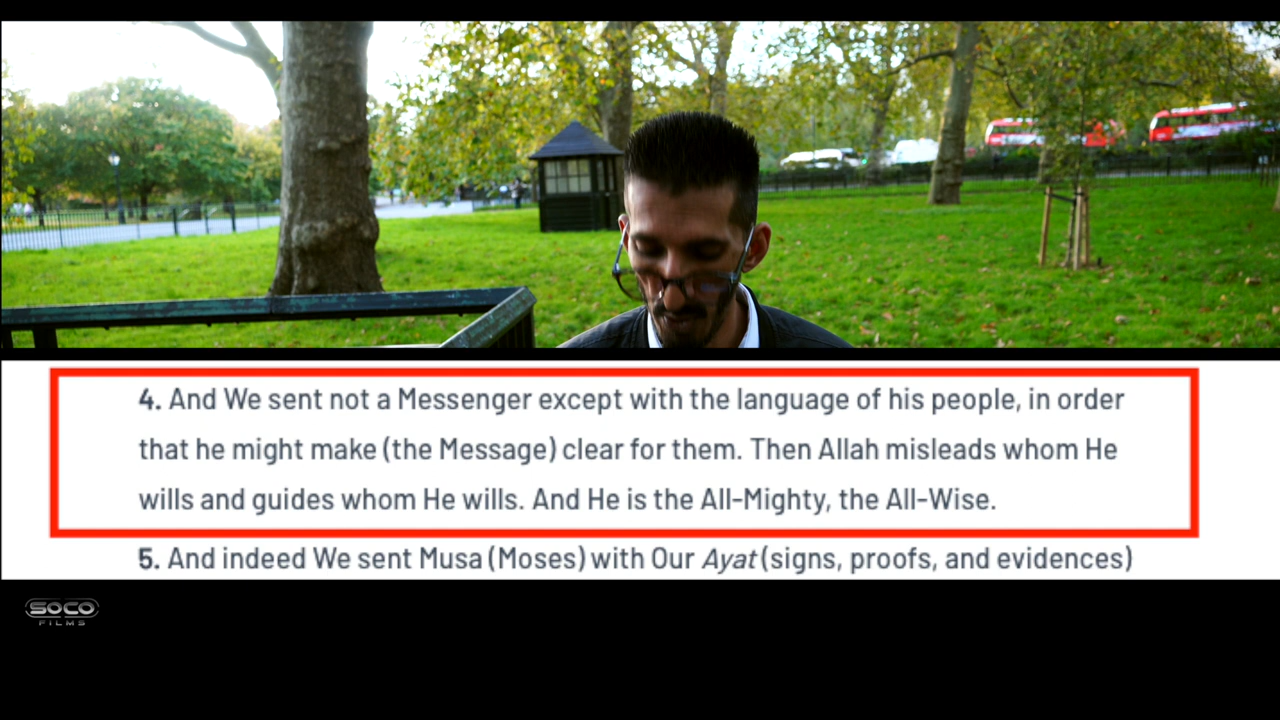 4. And We sent not a Messenger except with the language of his people, in order
that he might make (the Message) clear for them. Then Allah misleads whom He
wills and guides whom He wills. And He is the All-Mighty, the All-Wise.
5. And indeed We sent Musa (Moses) with Our Ayat (signs, proofs, and evidences)
SOCO
FILMS